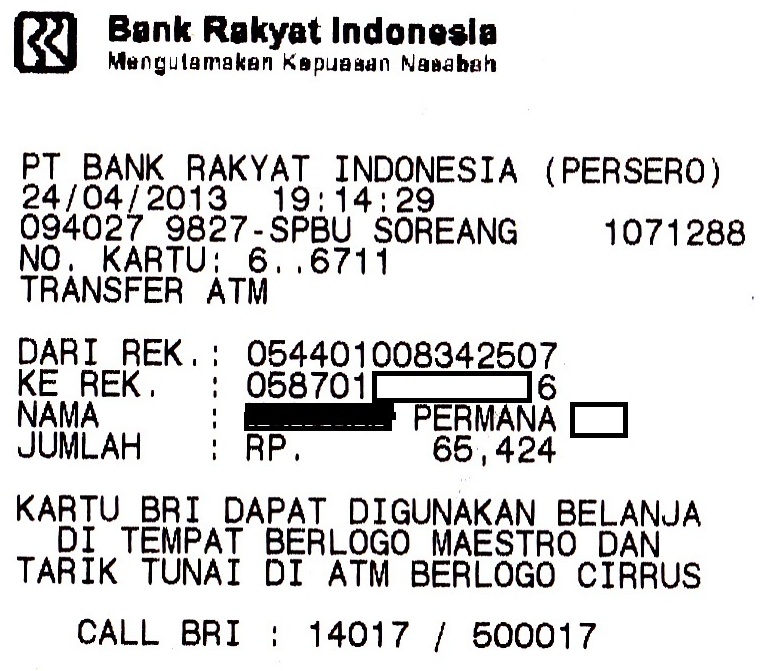 Bank Rakyat Indonesia
Mengutamakan Kepuasan Nasabah
PT BANK RAKYAT INDONESIA (PERSERO)
24/04/2013 19:14:29
094027 9827-SPBU SOREANG 1071288
NO. KARTU: 6..6711
TRANSFER ATM
DARI REK.: 054401008342507
KE REK. : 058701 6
NAMA : PERMANA
JUMLAH : RP. 65,424
KARTU BRI DAPAT DIGUNAKAN BELANJA
DI TEMPAT BERLOGO MAESTRO DAN
TARIK TUNAI DI ATM BERLOGO CIRRUS
CALL BRI : 14017 / 500017